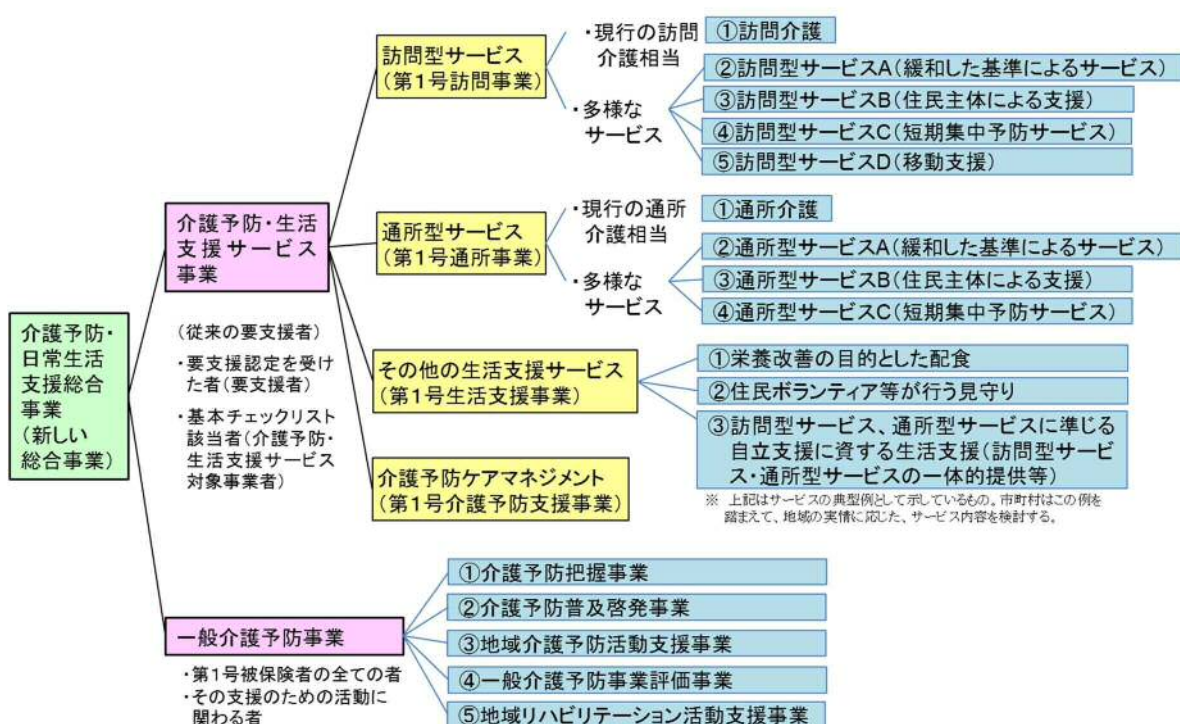 介護予防・
日常生活
支援総合
事業
(新しい
総合事業)
介護予防・生活
支援サービス
事業
(従来の要支援者)
・要支援認定を受け
た者(要支援者)
・基本チェックリスト
該当者(介護予防・
生活支援サービス
対象事業者)
訪問型サービス
(第1号訪問事業)
・現行の訪問
介護相当
①訪問介護
・多様な
サービス
②訪問型サービスA(緩和した基準によるサービス)
③訪問型サービスB(住民主体による支援)
④訪問型サービスC(短期集中予防サービス)
⑤訪問型サービスD(移動支援)
通所型サービス
(第1号通所事業)
・現行の通所
介護相当
①通所介護
・多様な
サービス
②通所型サービスA(緩和した基準によるサービス)
③通所型サービスB(住民主体による支援)
④通所型サービスC(短期集中予防サービス)
その他の生活支援サービス
(第1号生活支援事業)
①栄養改善の目的とした配食
②住民ボランティア等が行う見守り
③訪問型サービス、通所型サービスに準じる
自立支援に資する生活支援(訪問型サービ
ス・通所型サービスの一体的提供等)
介護予防ケアマネジメント
(第1号介護予防支援事業)
※ 上記はサービスの典型例として示しているもの。市町村はこの例を
踏まえて、地域の実情に応じた、サービス内容を検討する。
一般介護予防事業
・第1号被保険者の全ての者
・その支援のための活動に
関わる者
①介護予防把握事業
②介護予防普及啓発事業
③地域介護予防活動支援事業
④一般介護予防事業評価事業
⑤地域リハビリテーション活動支援事業